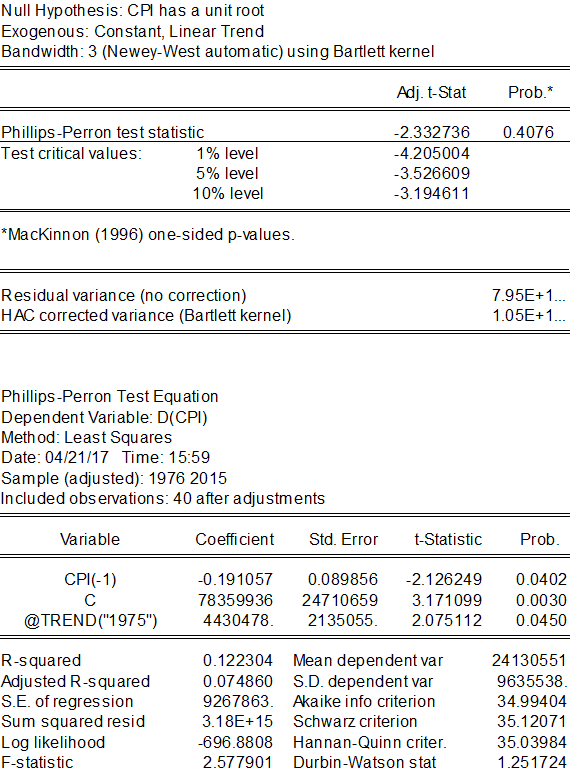 Null Hypothesis: CPI has a unit root
Exogenous: Constant, Linear Trend
Bandwidth: 3 (Newey-West automatic) using Bartlett kernel
Adj. t-Stat Prob.*
Phillips-Perron test statistic -2.332736 0.4076
Test critical values: 1% level -4.205004
5% level -3.526609
10% level -3.194611
*MacKinnon (1996) one-sided p-values.
Residual variance (no correction) 7.95E+1...
HAC corrected variance (Bartlett kernel) 1.05E+1...
Phillips-Perron Test Equation
Dependent Variable: D(CPI)
Method: Least Squares
Date: 04/21/17 Time: 15:59
Sample (adjusted): 1976 2015
Included observations: 40 after adjustments
Variable Coefficient Std. Error t-Statistic Prob.
CPI(-1) -0.191057 0.089856 -2.126249 0.0402
C 78359936 24710659 3.171099 0.0030
@TREND("1975") 4430478. 2135055. 2.075112 0.0450
R-squared 0.122304 Mean dependent var 24130551
Adjusted R-squared 0.074860 S.D. dependent var 9635538.
S.E. of regression 9267863. Akaike info criterion 34.99404
Sum squared resid 3.18E+15 Schwarz criterion 35.12071
Log likelihood -696.8808 Hannan-Quinn criter. 35.03984
F-statistic 2.577901 Durbin-Watson stat 1.251724